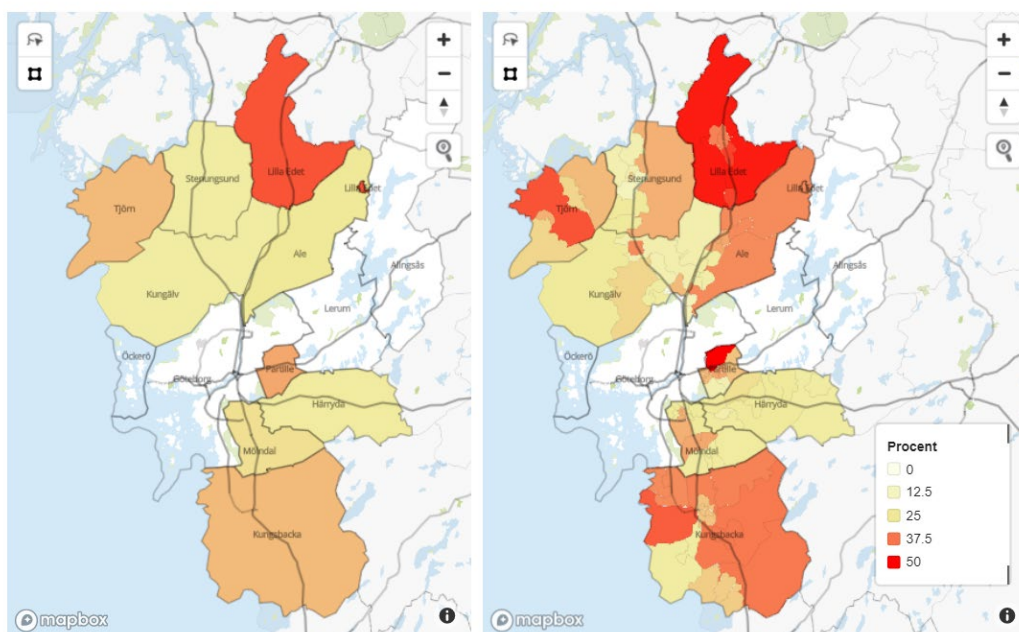 Lilla Edet
Stenungsund
Lilla Edet
Tjörn
Ale
Alingsås
Kungälv
Lerum
Öckerö
Göteborg
Partille
Härryda
Mölndal
Kungsbacka
mapbox
Lilla Edet
Stenungsund
Lilla Edet
Tjörn
Ale
Alingsås
Kungälv
Lerum
Öckerö
Göteborg
Partille
Härryda
Mölndal
Kungsbacka
Procent
0
12.5
25
37.5
50
mapbox